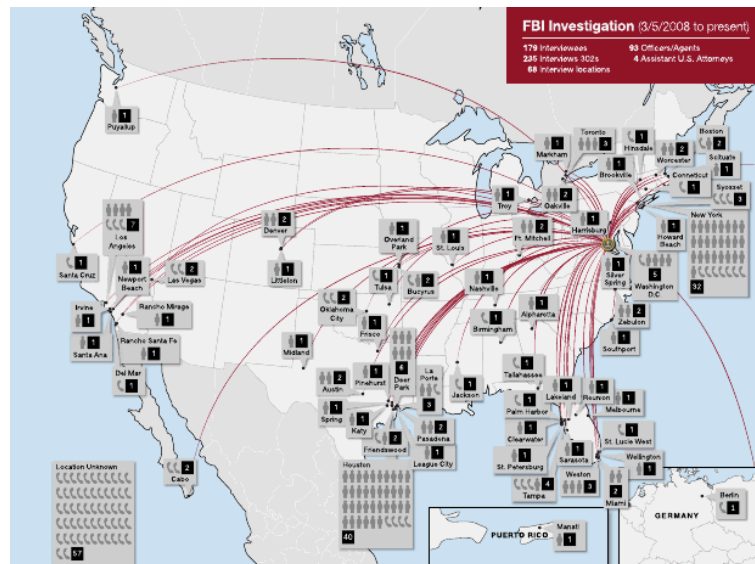 FBI Investigation (3/5/2008 to present)
179 Interviewees
235 Interviews 302s
68 Interview locations
93 Officers/Agents
4 Assistant U.S. Attorneys
1
Puyallup
Toronto
3
1
Markham
1
Hinsdale
Boston
2
2
Worcester
Scituate
1
Brookville
1
Connecticut
1
Syosset
3
1
Troy
2
Oakville
New York
32
1
Harrisburg
1
Howard
Beach
2
Denver
1
Overland
Park
1
St. Louis
2
Ft. Mitchell
7
Los
Angeles
1
Santa Cruz
1
Newport
Beach
2
Las Vegas
1
Littleton
1
Tulsa
2
Bucyrus
1
Nashville
1
Silver
Spring
5
Washington
D.C
Irvine
1
Rancho Mirage
1
2
Oklahoma
City
1
Birmingham
1
Alpharotta
2
Zebulon
1
Santa Ana
Rancho Santa Fe
1
1
Midland
1
Frisco
1
Southport
Del Mar
1
2
Austin
1
Pinehurst
6
Deer
Park
La
Porte
3
1
Jackson
1
Tallahassee
1
Lakeland
1
Reunion
1
Melbourne
1
Spring
1
Katy
2
Friendswood
2
Pasadena
1
League City
1
Palm Harbor
1
Clearwater
1
St. Petersburg
1
Sarasota
1
St. Lucie West
Wellington
1
4
Tampa
Weston
3
2
Miami
Location Unknown
57
2
Cabo
Houston
40
PUERTO RICO
Manati
1
GERMANY
Berlin
1